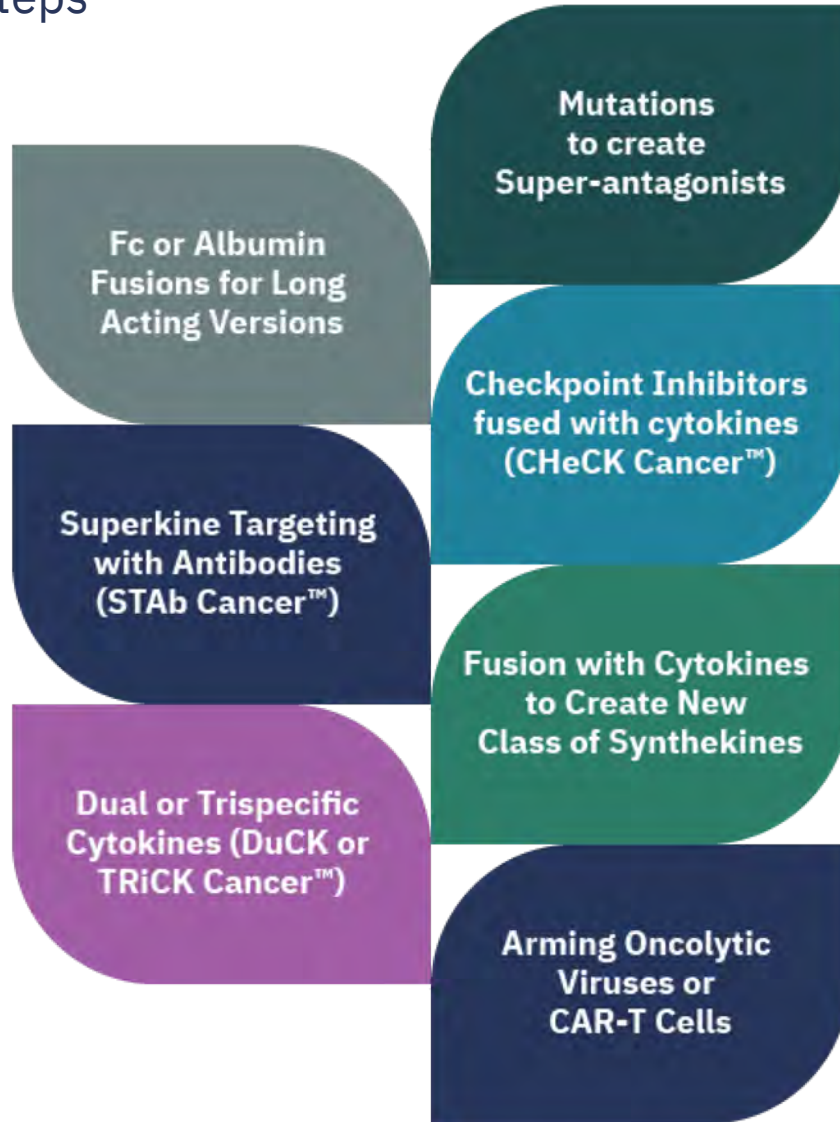 Mutations
to create
Super-antagonists
Fc or Albumin
Fusions for Long
Acting Versions
Checkpoint Inhibitors
fused with cytokines
(CHeCK Cancer™)
Superkine Targeting
with Antibodies
(STAb Cancer™)
Fusion with Cytokines
to Create New
Class of Synthekines
Dual or Trispecific
Cytokines (DuCK or
TRiCK Cancer™)
Arming Oncolytic
Viruses or
CAR-T Cells